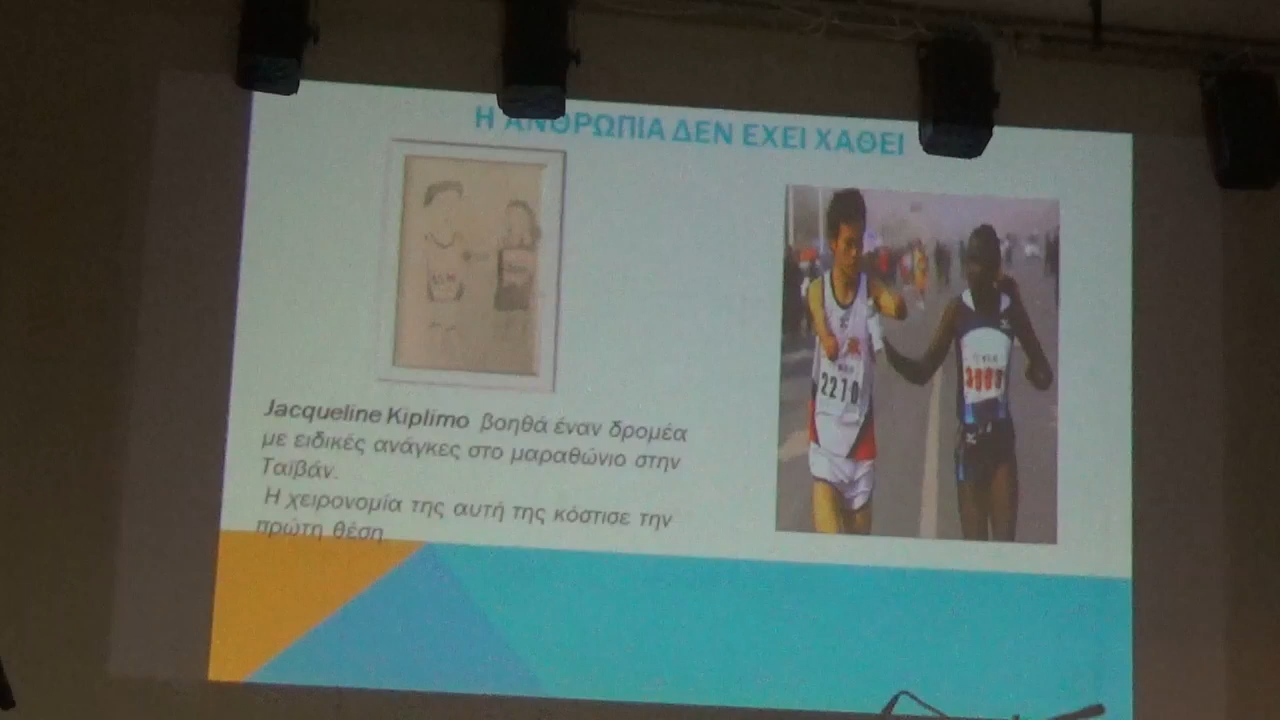 Η ΑΝΘΡΩΠΙΑ ΔΕΝ ΕΧΕΙ ΧΑΘΕΙ
Jacqueline Kiplimo βοηθά έναν δρομέα
με ειδικές ανάγκες στο μαραθώνιο στην
Ταϊβάν.
Η χειρονομία της αυτή της κόστισε την
πρώτη θέση
2210